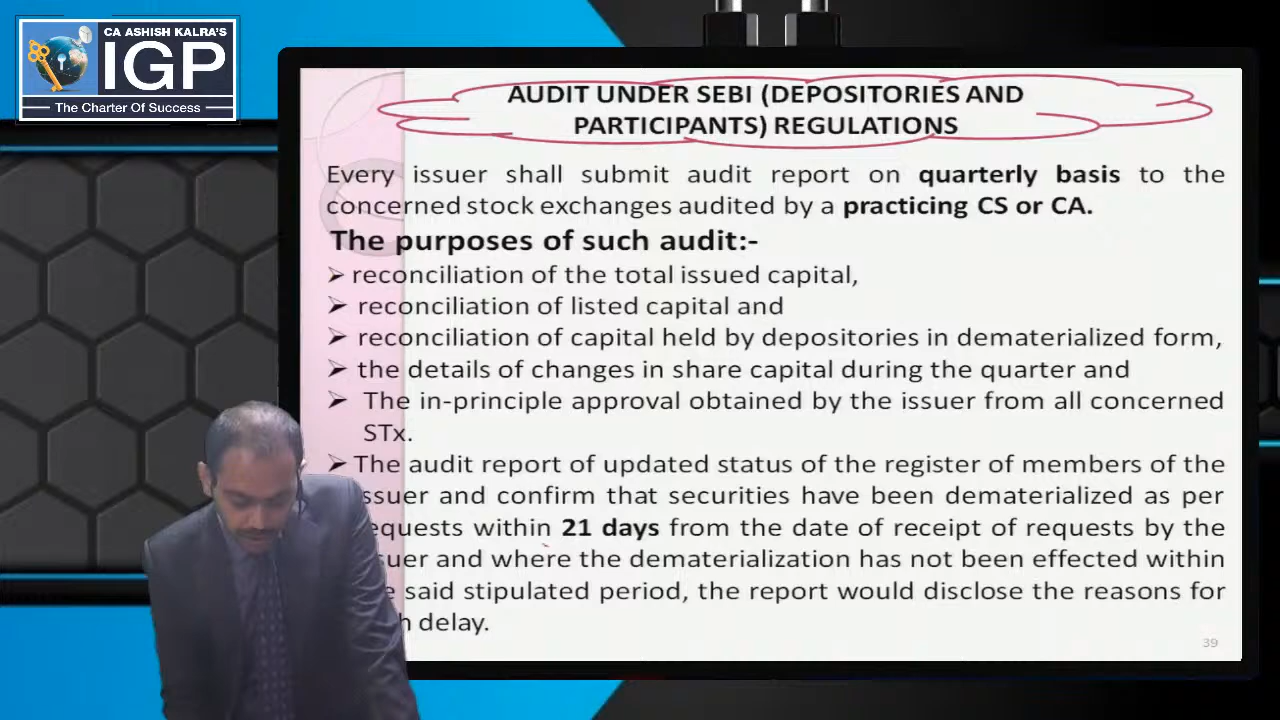 CA ASHISH KALRA'S
IGP
The Charter Of Success
AUDIT UNDER SEBI (DEPOSITORIES AND
PARTICIPANTS) REGULATIONS
Every issuer shall submit audit report on quarterly basis to the
concerned stock exchanges audited by a practicing CS or CA.
The purposes of such audit:-
➢ reconciliation of the total issued capital,
➢ reconciliation of listed capital and
➢ reconciliation of capital held by depositories in dematerialized form,
➢ the details of changes in share capital during the quarter and
➢ The in-principle approval obtained by the issuer from all concerned
STx.
➢ The audit report of updated status of the register of members of the
ssuer and confirm that securities have been dematerialized as per
equests within 21 days from the date of receipt of requests by the
uer and where the dematerialization has not been effected within
e said stipulated period, the report would disclose the reasons for
h delay.
39